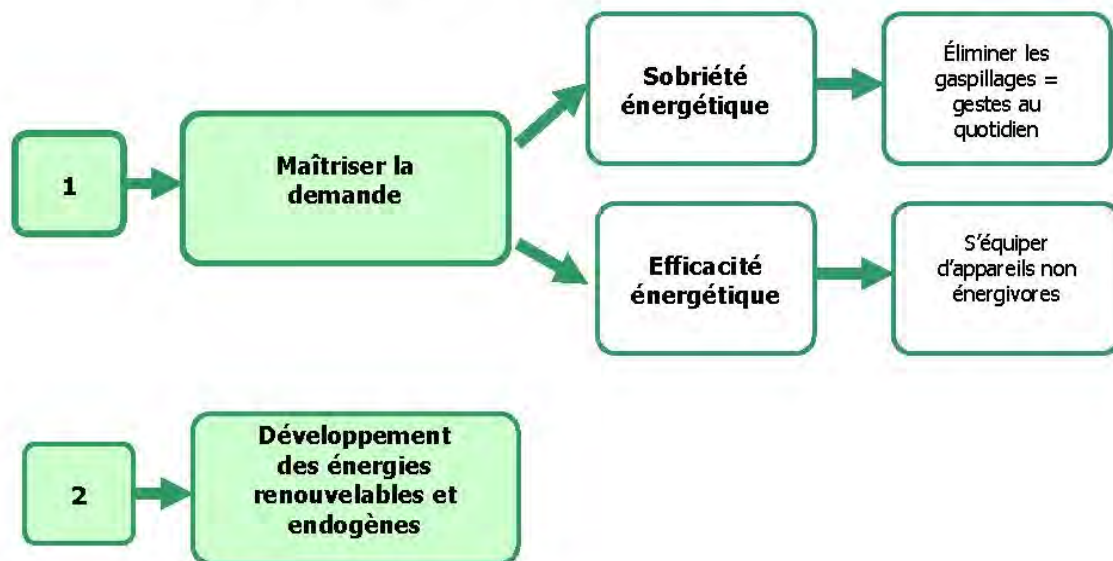 1
Maîtriser la
demande
Sobriété
énergétique
Éliminer les
gaspillages =
gestes au
quotidien
Efficacité
énergétique
S'équiper
d'appareils non
énergivores
2
Développement
des énergies
renouvelables et
endogènes